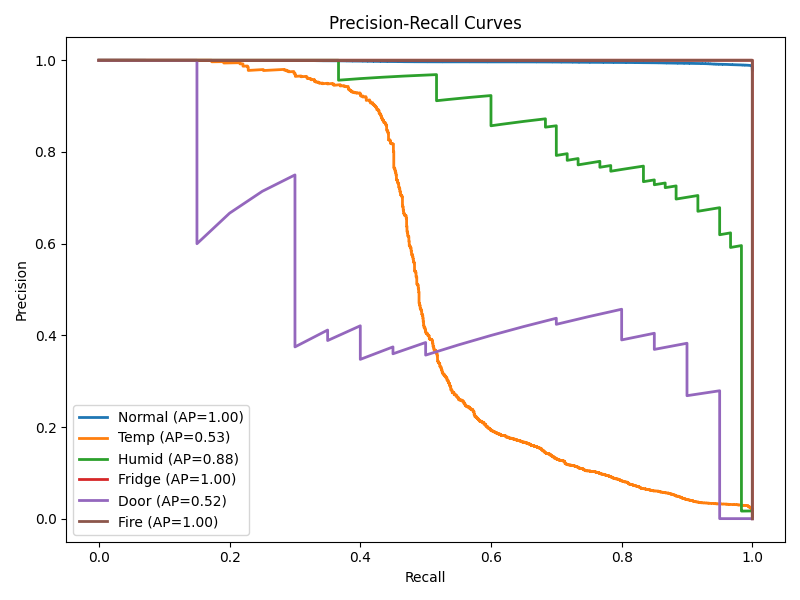 Precision-Recall Curves
Precision
1.0
0.8
0.6
0.4
0.2
0.0
Normal (AP=1.00)
Temp (AP=0.53)
Humid (AP=0.88)
Fridge (AP=1.00)
Door (AP=0.52)
Fire (AP=1.00)
0.0 0.2 0.4 0.6 0.8 1.0
Recall